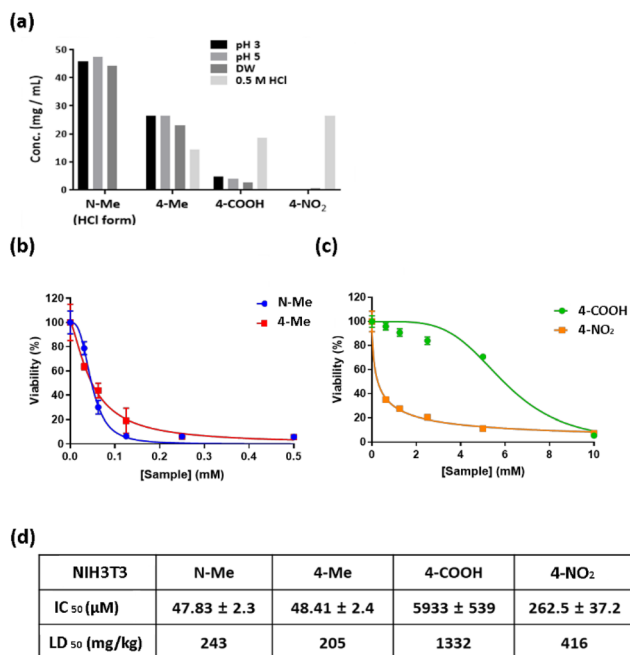 (a)
pH 3
pH 5
DW
0.5 M HCl
Conc. (mg / mL)
50
40
30
20
10
0
N-Me
(HCl form)
4-Me
4-COOH
4-NO₂
(b)
(c)
N-Me
4-Me
Viability (%)
120
100
80
60
40
20
0
0.0
0.1
0.2
0.3
0.4
0.5
[Sample] (mM)
4-COOH
4-NO₂
Viability (%)
120
100
80
60
40
20
0
0
2
4
6
8
10
[Sample] (mM)
(d)
NIH3T3 N-Me 4-Me 4-COOH 4-NO₂
IC ₅₀ (µM) 47.83 ± 2.3 48.41 ± 2.4 5933 ± 539 262.5 ± 37.2
LD ₅₀ (mg/kg) 243 205 1332 416